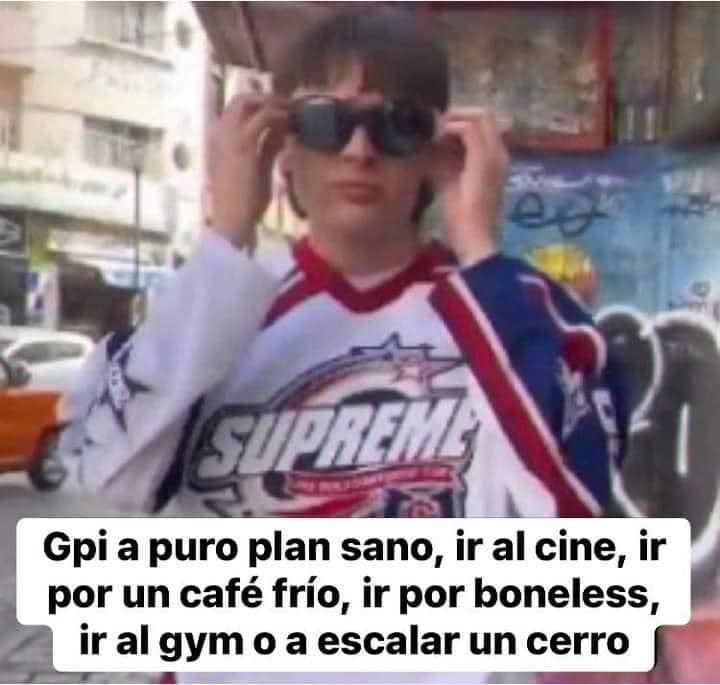 SUPREME
Gpi a puro plan sano, ir al cine, ir
por un café frío, ir por boneless,
ir al gym o a escalar un cerro